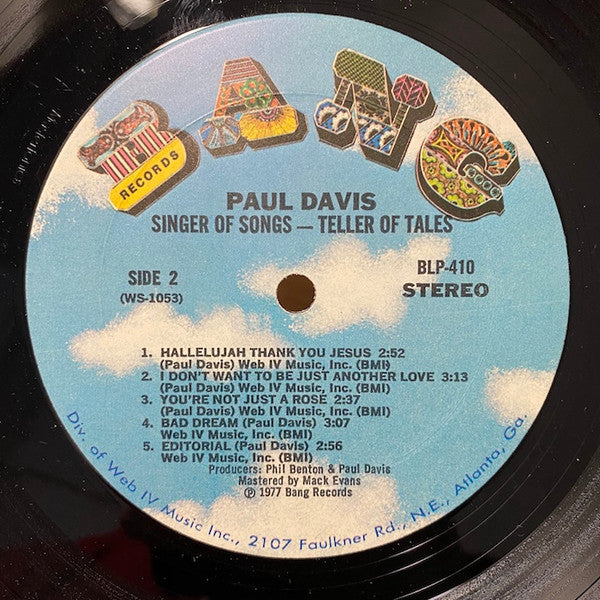 BANG
RECORDS
PAUL DAVIS
SINGER OF SONGS — TELLER OF TALES
SIDE 2
(WS-1053)
BLP-410
STEREO
1. HALLELUJAH THANK YOU JESUS 2:52
(Paul Davis) Web IV Music, Inc. (BMI)
2. I DON'T WANT TO BE JUST ANOTHER LOVE 3:13
(Paul Davis) Web IV Music, Inc. (BMI)
3. YOU'RE NOT JUST A ROSE 2:37
(Paul Davis) Web IV Music, Inc. (BMI)
4. BAD DREAM (Paul Davis) 3:07
Web IV Music, Inc. (BMI)
5. EDITORIAL (Paul Davis) 2:56
Web IV Music, Inc. (BMI)
Producers: Phil Benton & Paul Davis
Mastered by Mack Evans
℗ 1977 Bang Records
Div. of Web IV Music Inc., 2107 Faulkner Rd., N.E., Atlanta, Ga.